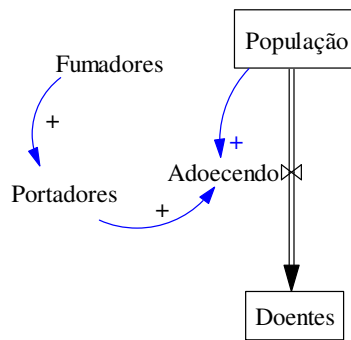 População
Fumadores
+
+
Adoecendo
Portadores
+
Doentes